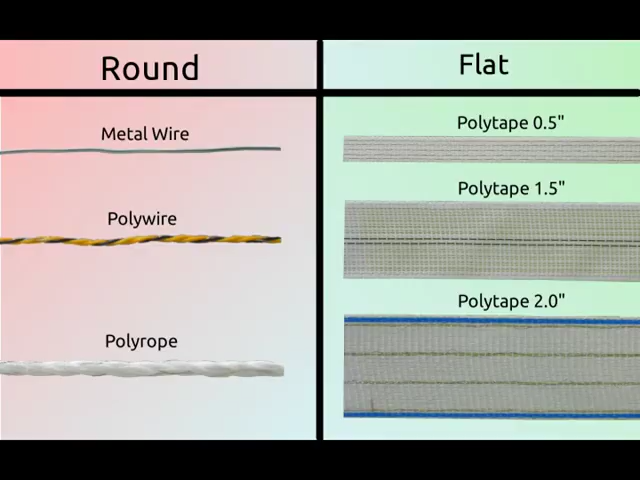 Round
Metal Wire
Polywire
Polyrope
Flat
Polytape 0.5"
Polytape 1.5"
Polytape 2.0"